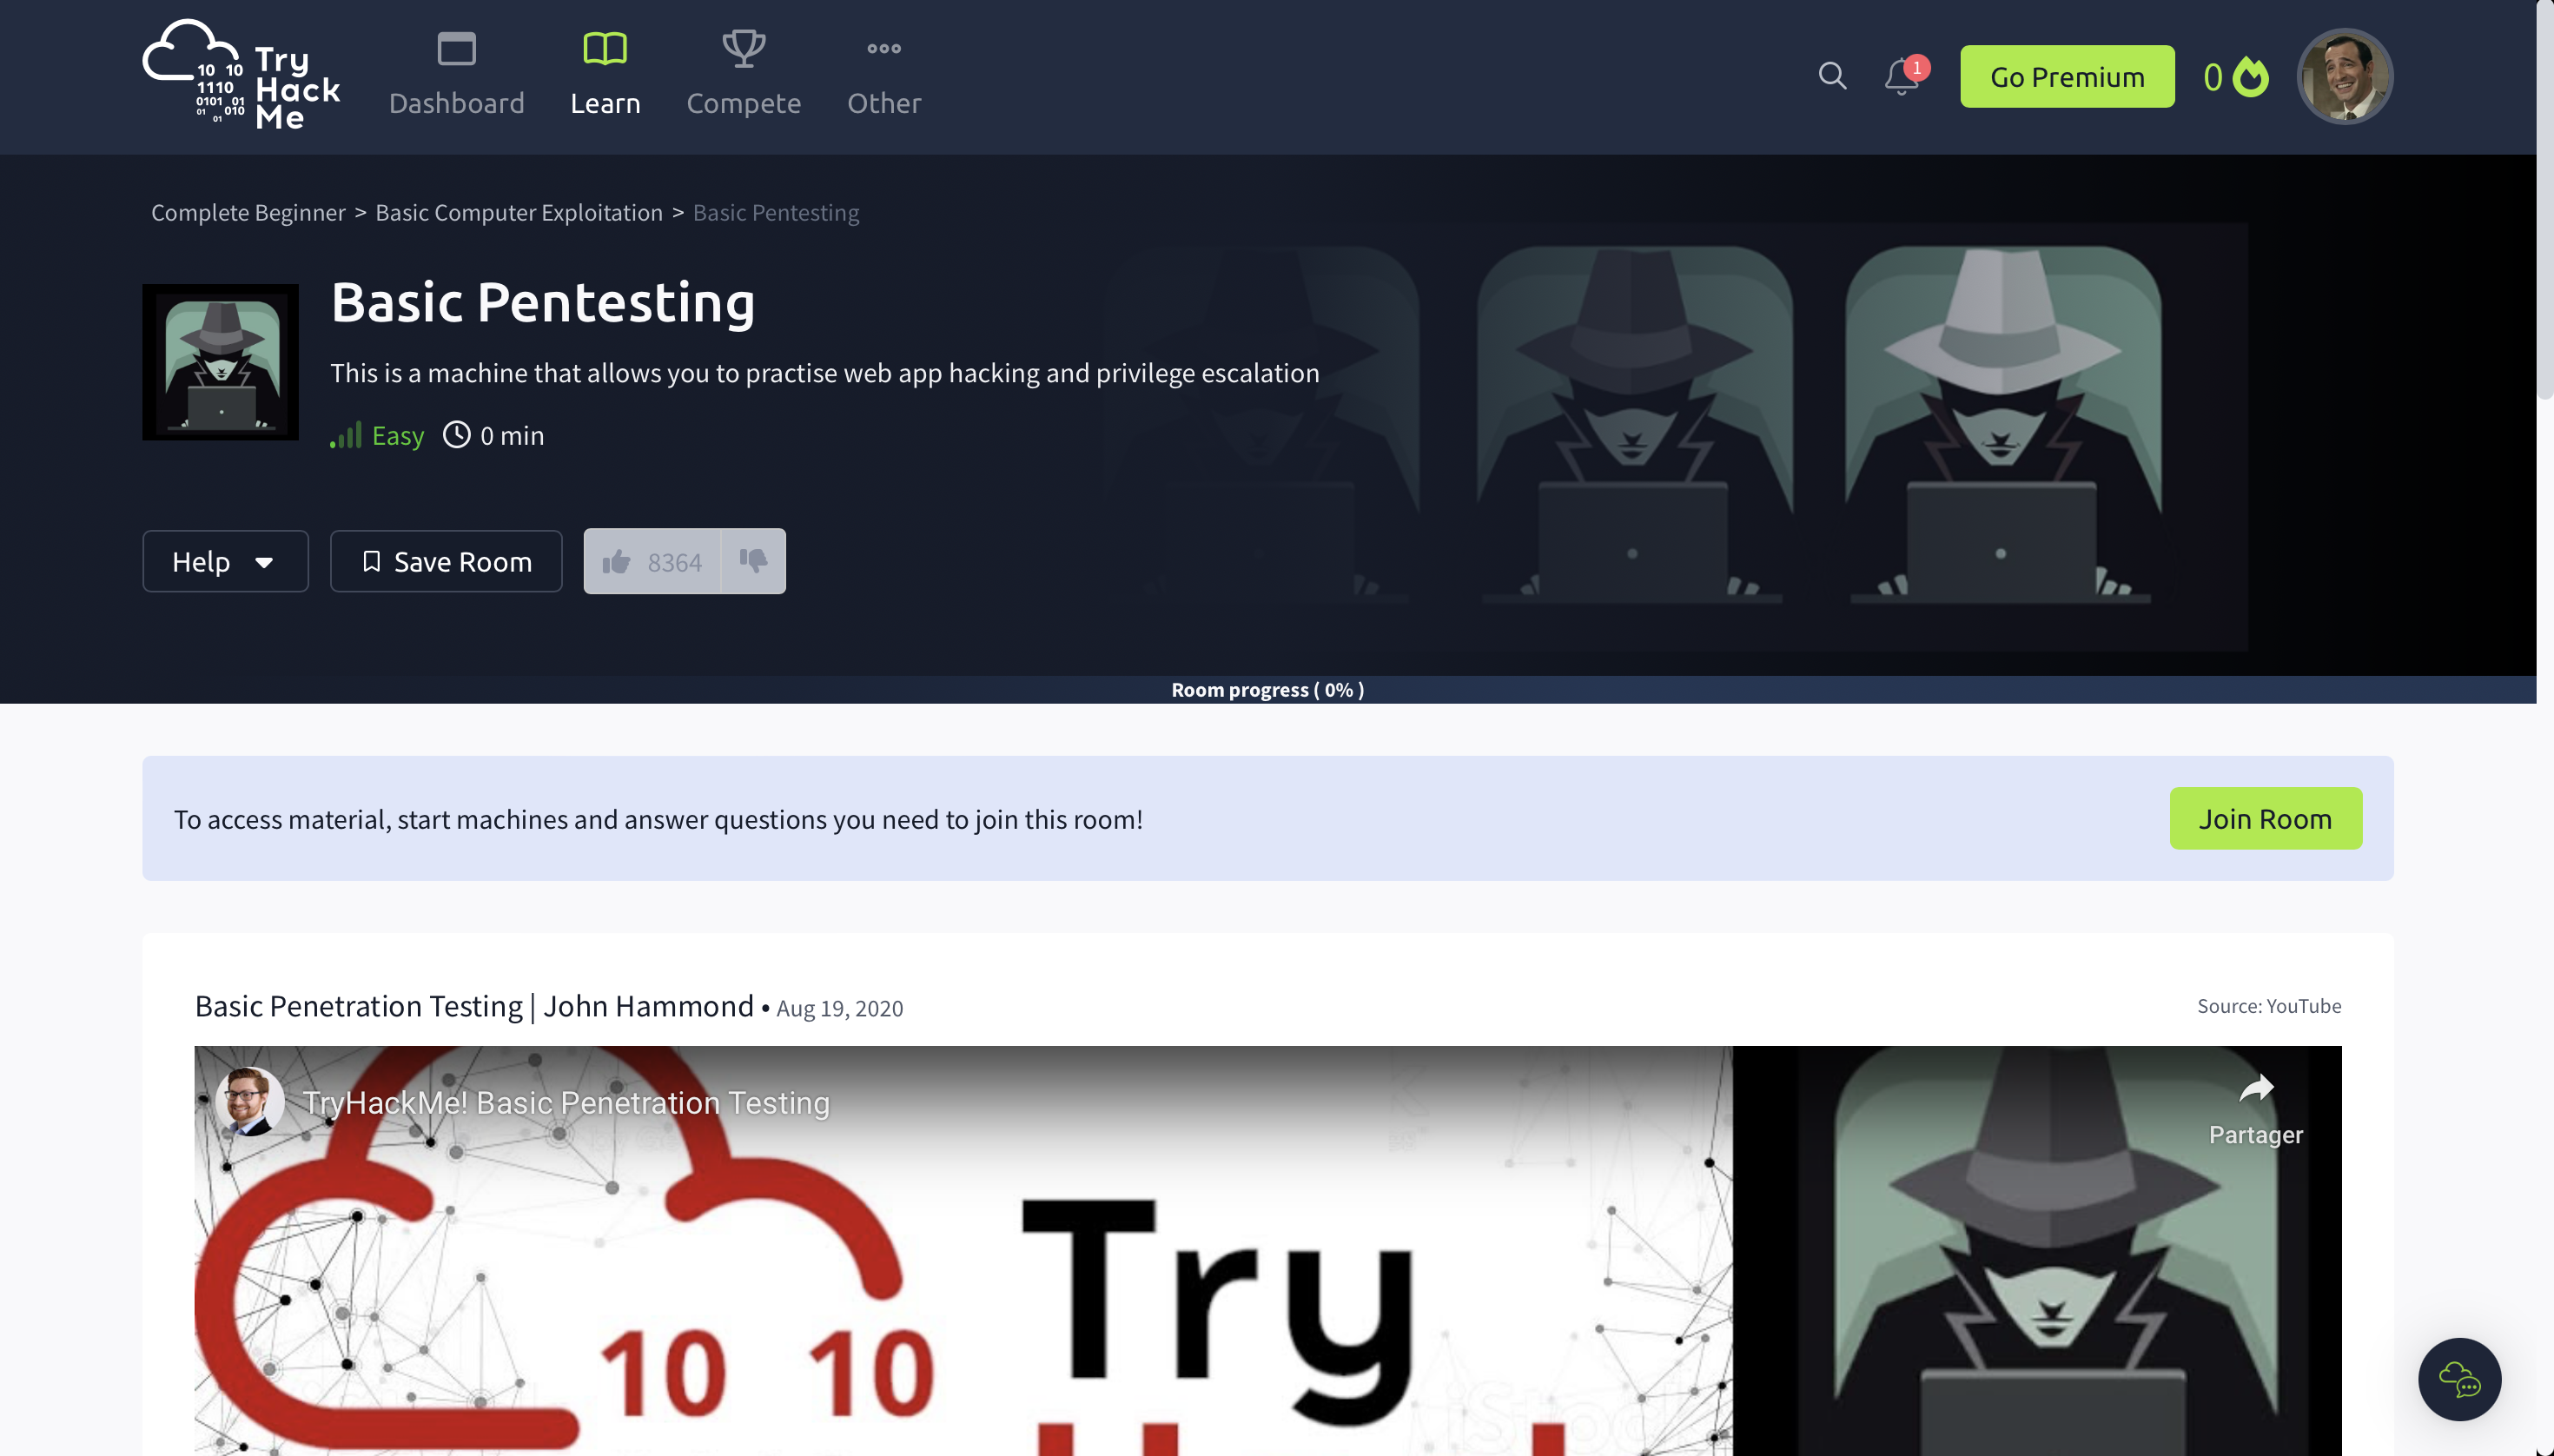 10 10
1110
0101 01
01 010
01
Try
Hack
Me
Dashboard
Learn
Compete
Other
1
Go Premium
0
Complete Beginner > Basic Computer Exploitation > Basic Pentesting
Basic Pentesting
This is a machine that allows you to practise web app hacking and privilege escalation
Easy
0 min
Help
Save Room
8364
Room progress ( 0% )
To access material, start machines and answer questions you need to join this room!
Join Room
Basic Penetration Testing | John Hammond • Aug 19, 2020
Source: YouTube
TryHackMe! Basic Penetration Testing
Partager
Try
10 10